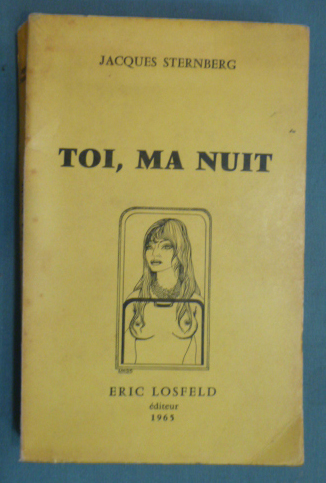 JACQUES STERNBERG
TOI, MA NUIT
ERIC LOSFELD
éditeur
1965